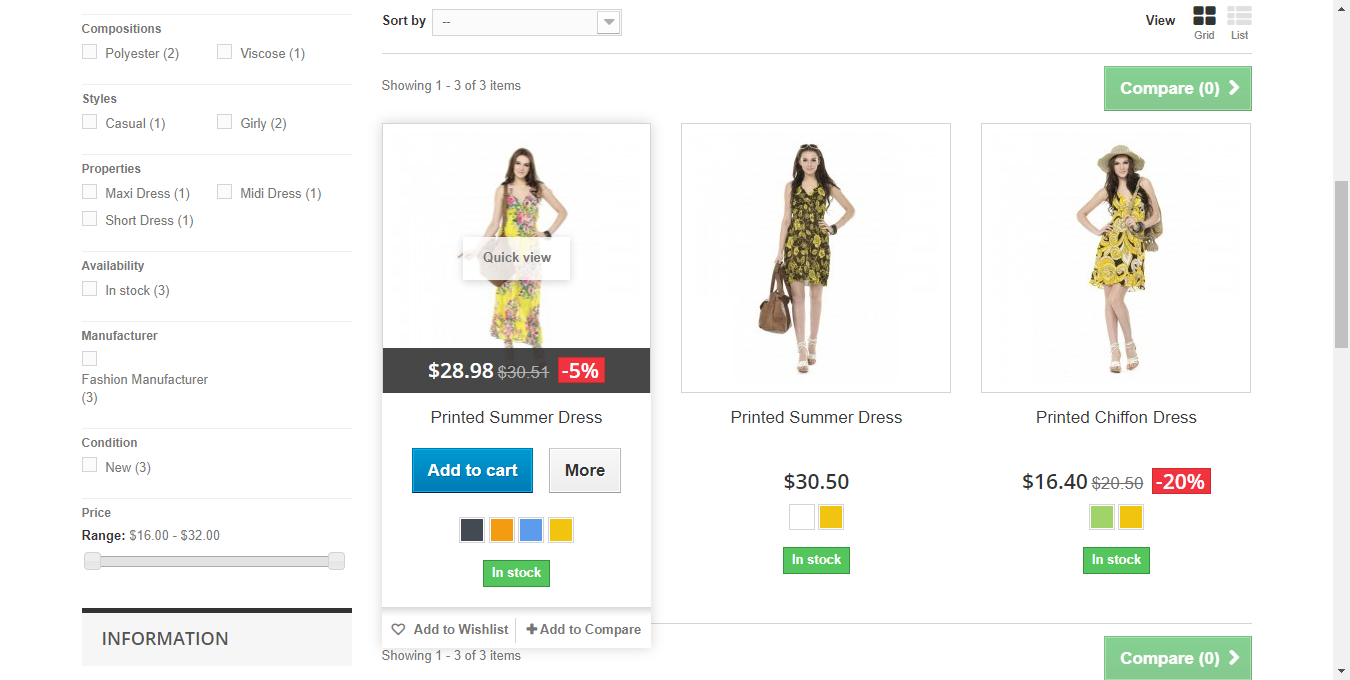 Compositions
Polyester (2)
Viscose (1)
Styles
Casual (1)
Girly (2)
Properties
Maxi Dress (1)
Midi Dress (1)
Short Dress (1)
Availability
In stock (3)
Manufacturer
Fashion Manufacturer
(3)
Condition
New (3)
Price
Range: $16.00 - $32.00
INFORMATION
Sort by
--
View
Grid
List
Showing 1 - 3 of 3 items
Compare (0)
Quick view
$28.98 $30.51 -5%
Printed Summer Dress
Add to cart
More
In stock
Add to Wishlist
Add to Compare
Printed Summer Dress
$30.50
In stock
Printed Chiffon Dress
$16.40 $20.50 -20%
In stock
Showing 1 - 3 of 3 items
Compare (0)